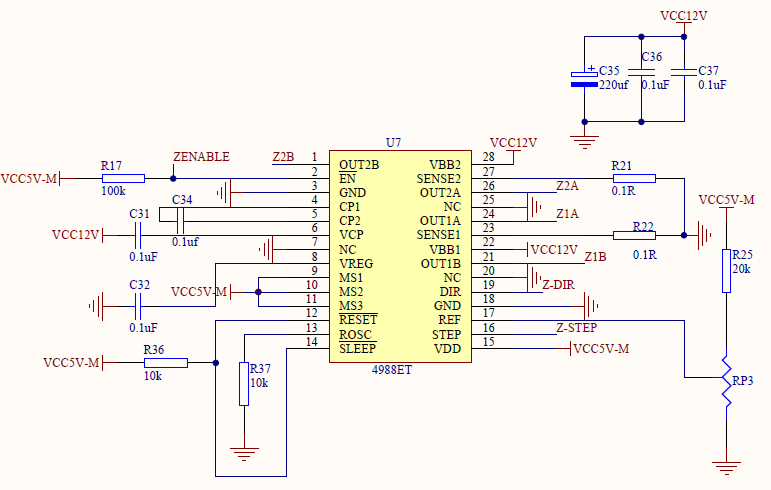 VCC12V
C36
C35
+
C37
220uf
0.1uF
0.1uF
U7
VCC12V
ZENABLE
Z2B
1
OUT2B
VBB2
28
R17
2
EN
SENSE2
27
R21
VCC5V-M
3
GND
OUT2A
26
Z2A
100k
C34
4
CP1
NC
25
0.1R
VCC5V-M
C31
5
CP2
OUT1A
24
Z1A
R22
VCC12V
0.1uf
6
VCP
SENSE1
23
0.1uF
7
NC
VBB1
22
VCC12V
0.1R
R25
8
VREG
OUT1B
21
Z1B
20k
9
MS1
NC
20
C32
VCC5V-M
10
MS2
DIR
19
Z-DIR
11
MS3
GND
18
0.1uF
12
RESET
REF
17
13
ROSC
STEP
16
Z-STEP
R36
14
SLEEP
VDD
15
VCC5V-M
VCC5V-M
10k
R37
10k
4988ET
RP3